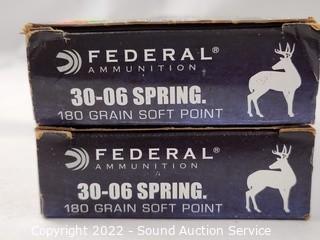 FEDERAL®
AMMUNITION
30-06 SPRING.
180 GRAIN SOFT POINT
FEDERAL®
AMMUNITION
30-06 SPRING.
180 GRAIN SOFT POINT
Copyright 2022 - Sound Auction Service